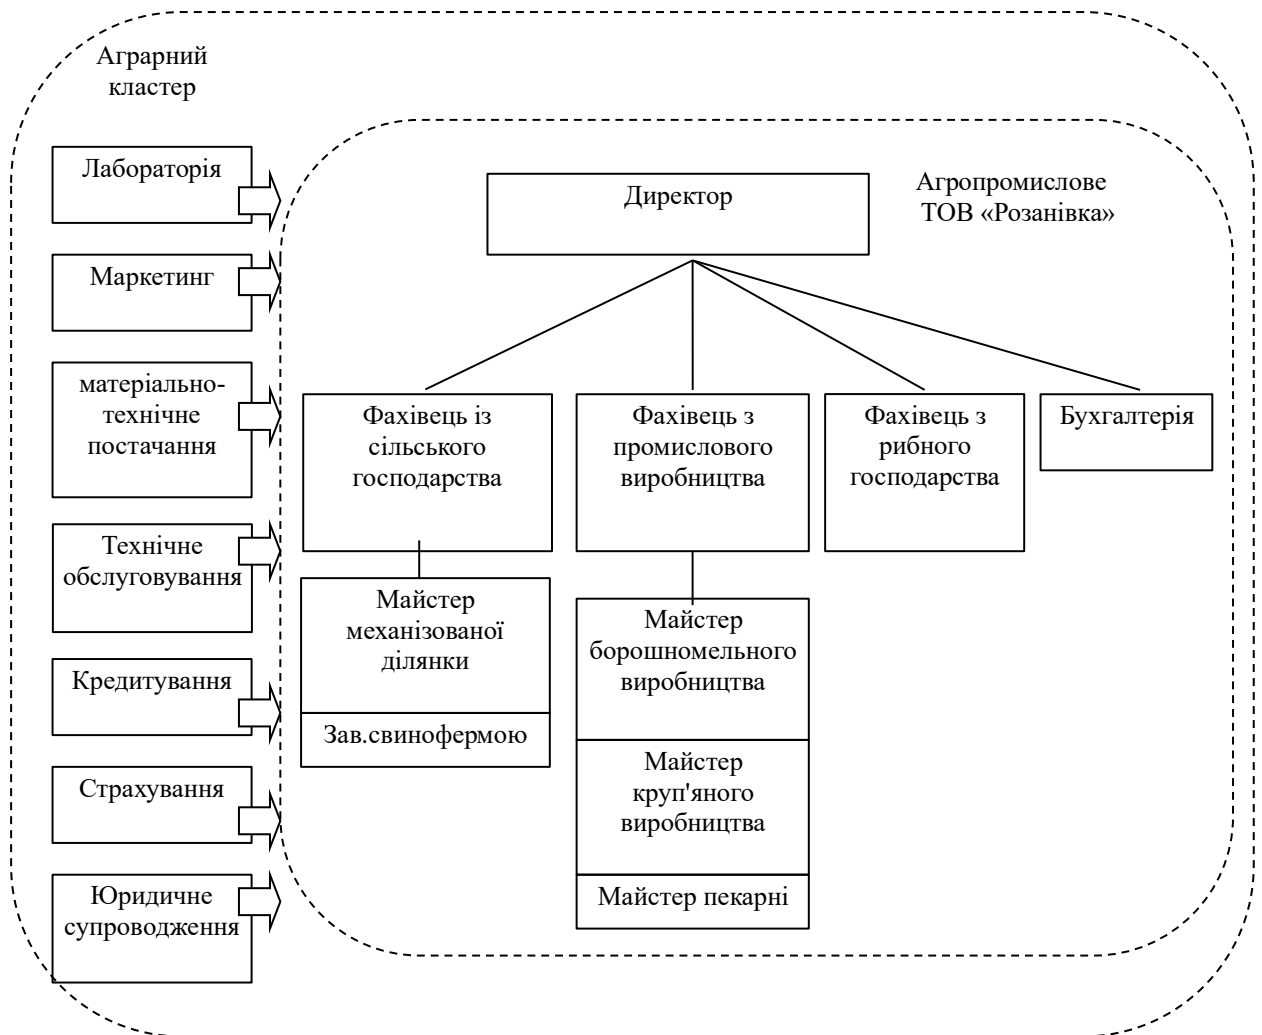 Аграрний
кластер
Лабораторія
Маркетинг
матеріально-
технічне
постачання
Технічне
обслуговування
Кредитування
Страхування
Юридичне
супроводження
Директор
Агропромислове
ТОВ «Розанівка»
Фахівець із
сільського
господарства
Фахівець з
промислового
виробництва
Фахівець з
рибного
господарства
Бухгалтерія
Майстер
механізованої
ділянки
Зав.свинофермою
Майстер
борошномельного
виробництва
Майстер
круп'яного
виробництва
Майстер пекарні